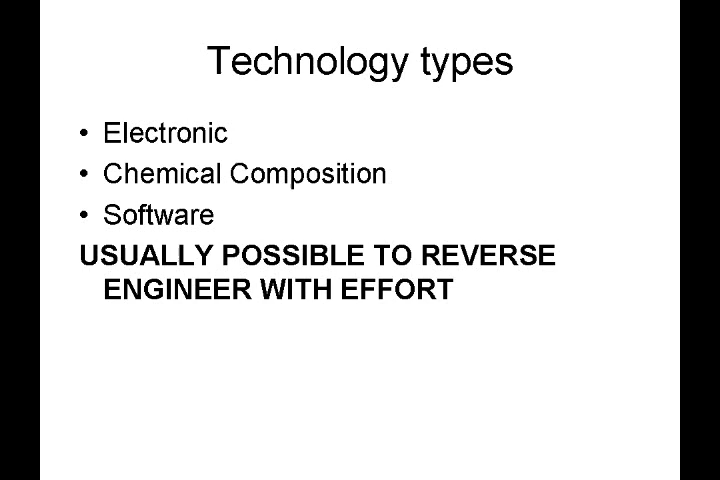 Technology types
• Electronic
• Chemical Composition
• Software
USUALLY POSSIBLE TO REVERSE
ENGINEER WITH EFFORT